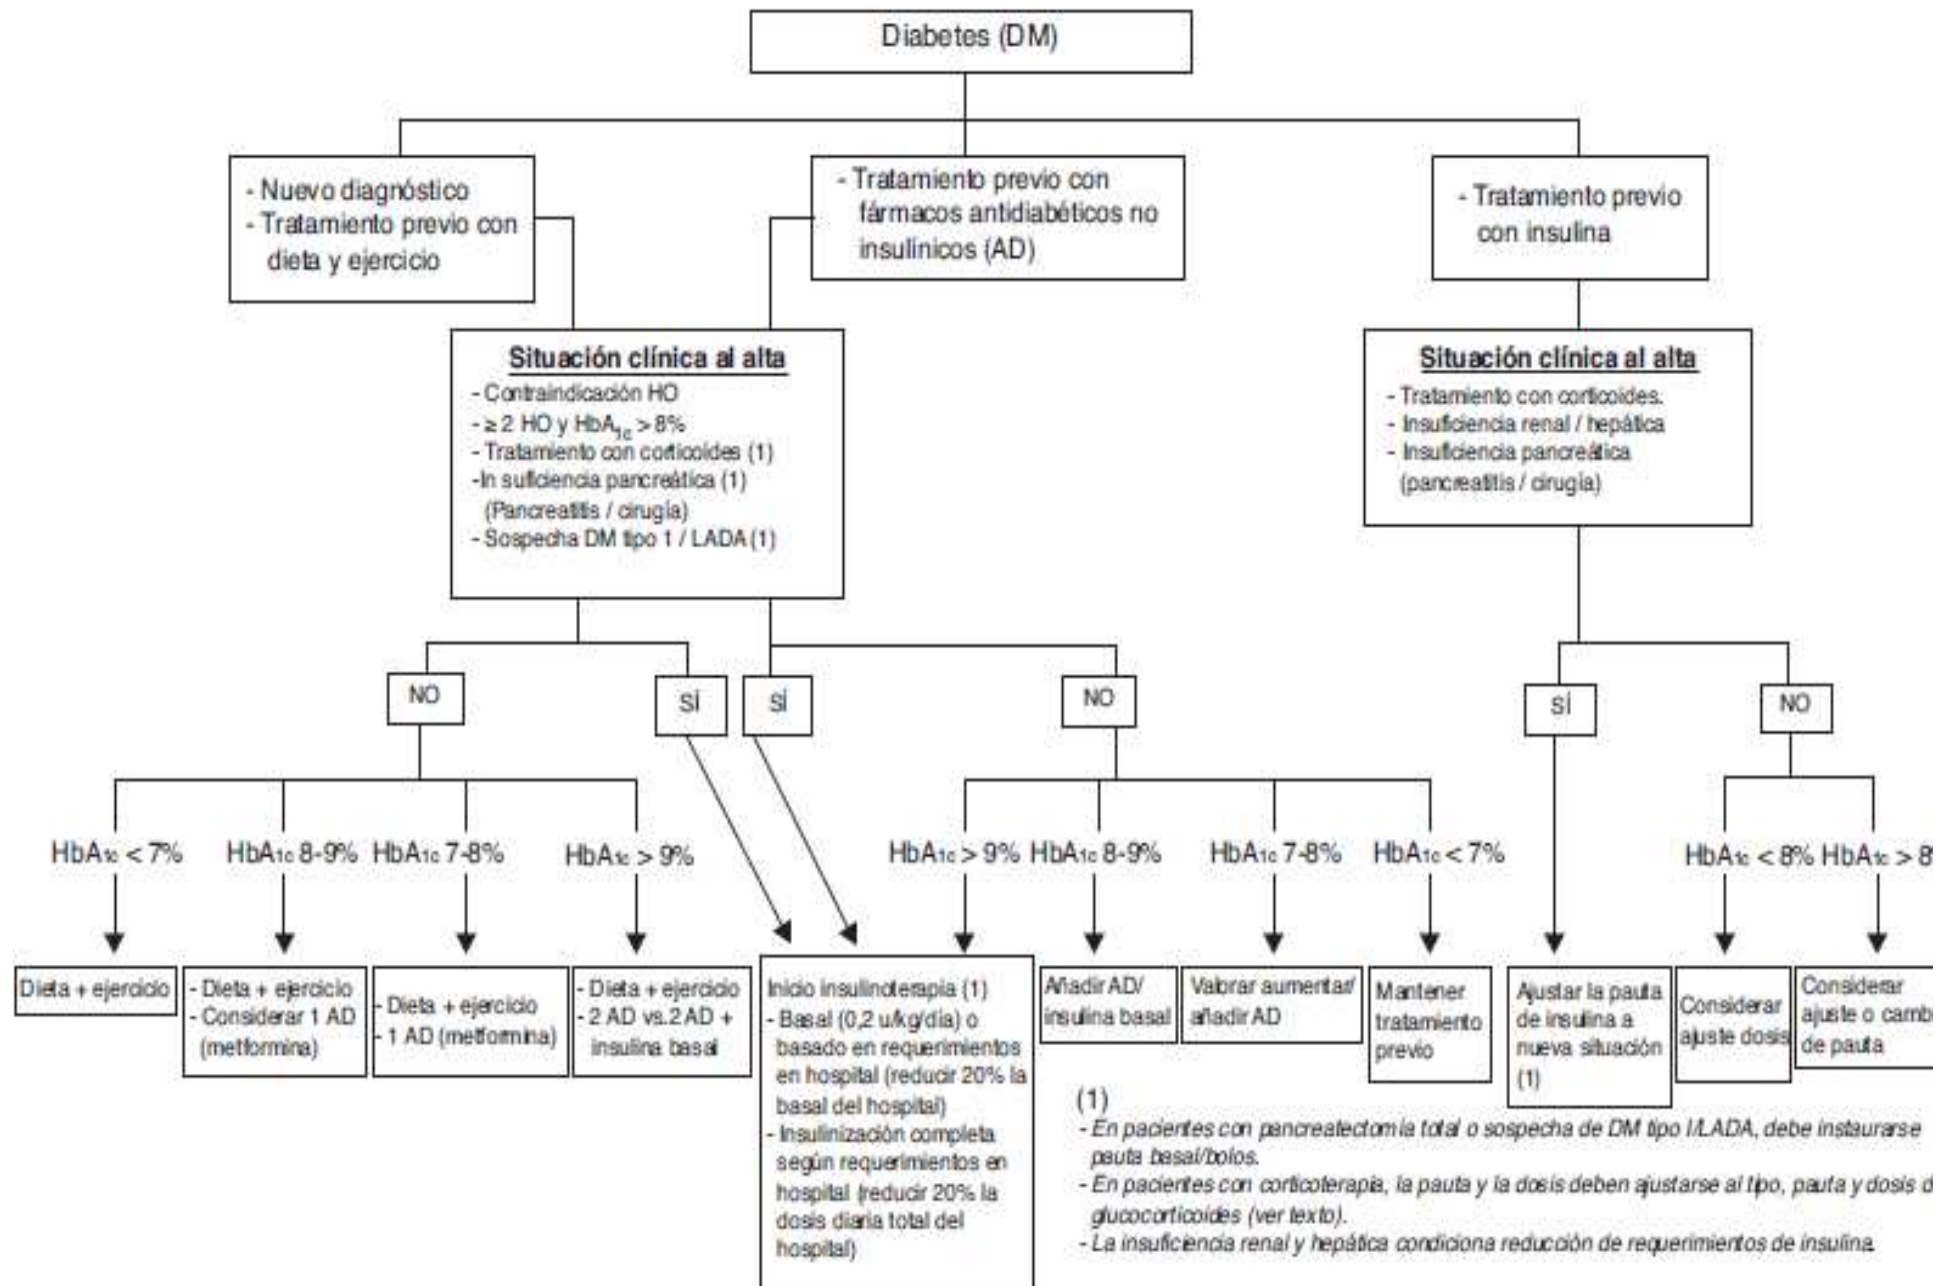 Diabetes (DM)
- Nuevo diagnóstico
- Tratamiento previo con
dieta y ejercicio
- Tratamiento previo con
fármacos antidiabéticos no
insulínicos (AD)
- Tratamiento previo
con insulina
Situación clínica al alta
- Contraindicación HO
- ≥ 2 HO y HbA1c > 8%
- Tratamiento con corticoides (1)
-In suficiencia pancreática (1)
(Pancreatitis / cirugía)
- Sospecha DM tipo 1 / LADA (1)
Situación clínica al alta
- Tratamiento con corticoides.
- Insuficiencia renal / hepática
- Insuficiencia pancreática
(pancreatitis / cirugía)
NO
SÍ
SÍ
NO
SÍ
NO
HbA1c < 7%
HbA1c 8-9%
HbA1c 7-8%
HbA1c > 9%
HbA1c > 9%
HbA1c 8-9%
HbA1c 7-8%
HbA1c < 7%
HbA1c < 8%
HbA1c > 8%
Dieta + ejercicio
- Dieta + ejercicio
- Considerar 1 AD
(metformina)
- Dieta + ejercicio
- 1 AD (metformina)
- Dieta + ejercicio
- 2 AD vs. 2 AD +
insulina basal
Inicio insulinoterapia (1)
- Basal (0,2 u/kg/día) o
basado en requerimientos
en hospital (reducir 20% la
basal del hospital)
- Insulinización completa
según requerimientos en
hospital (reducir 20% la
dosis diaria total del
hospital)
Añadir AD/
insulina basal
Valorar aumentar/
añadir AD
Mantener
tratamiento
previo
Ajustar la pauta
de insulina a
nueva situación
(1)
Considerar
ajuste dosis
Considerar
ajuste o camb
de pauta
(1)
- En pacientes con pancreatectomía total o sospecha de DM tipo I/LADA, debe instaurarse
pauta basal/bolos.
- En pacientes con corticoterapia, la pauta y la dosis deben ajustarse al tipo, pauta y dosis d
glucocorticoides (ver texto).
- La insuficiencia renal y hepática condiciona reducción de requerimientos de insulina.